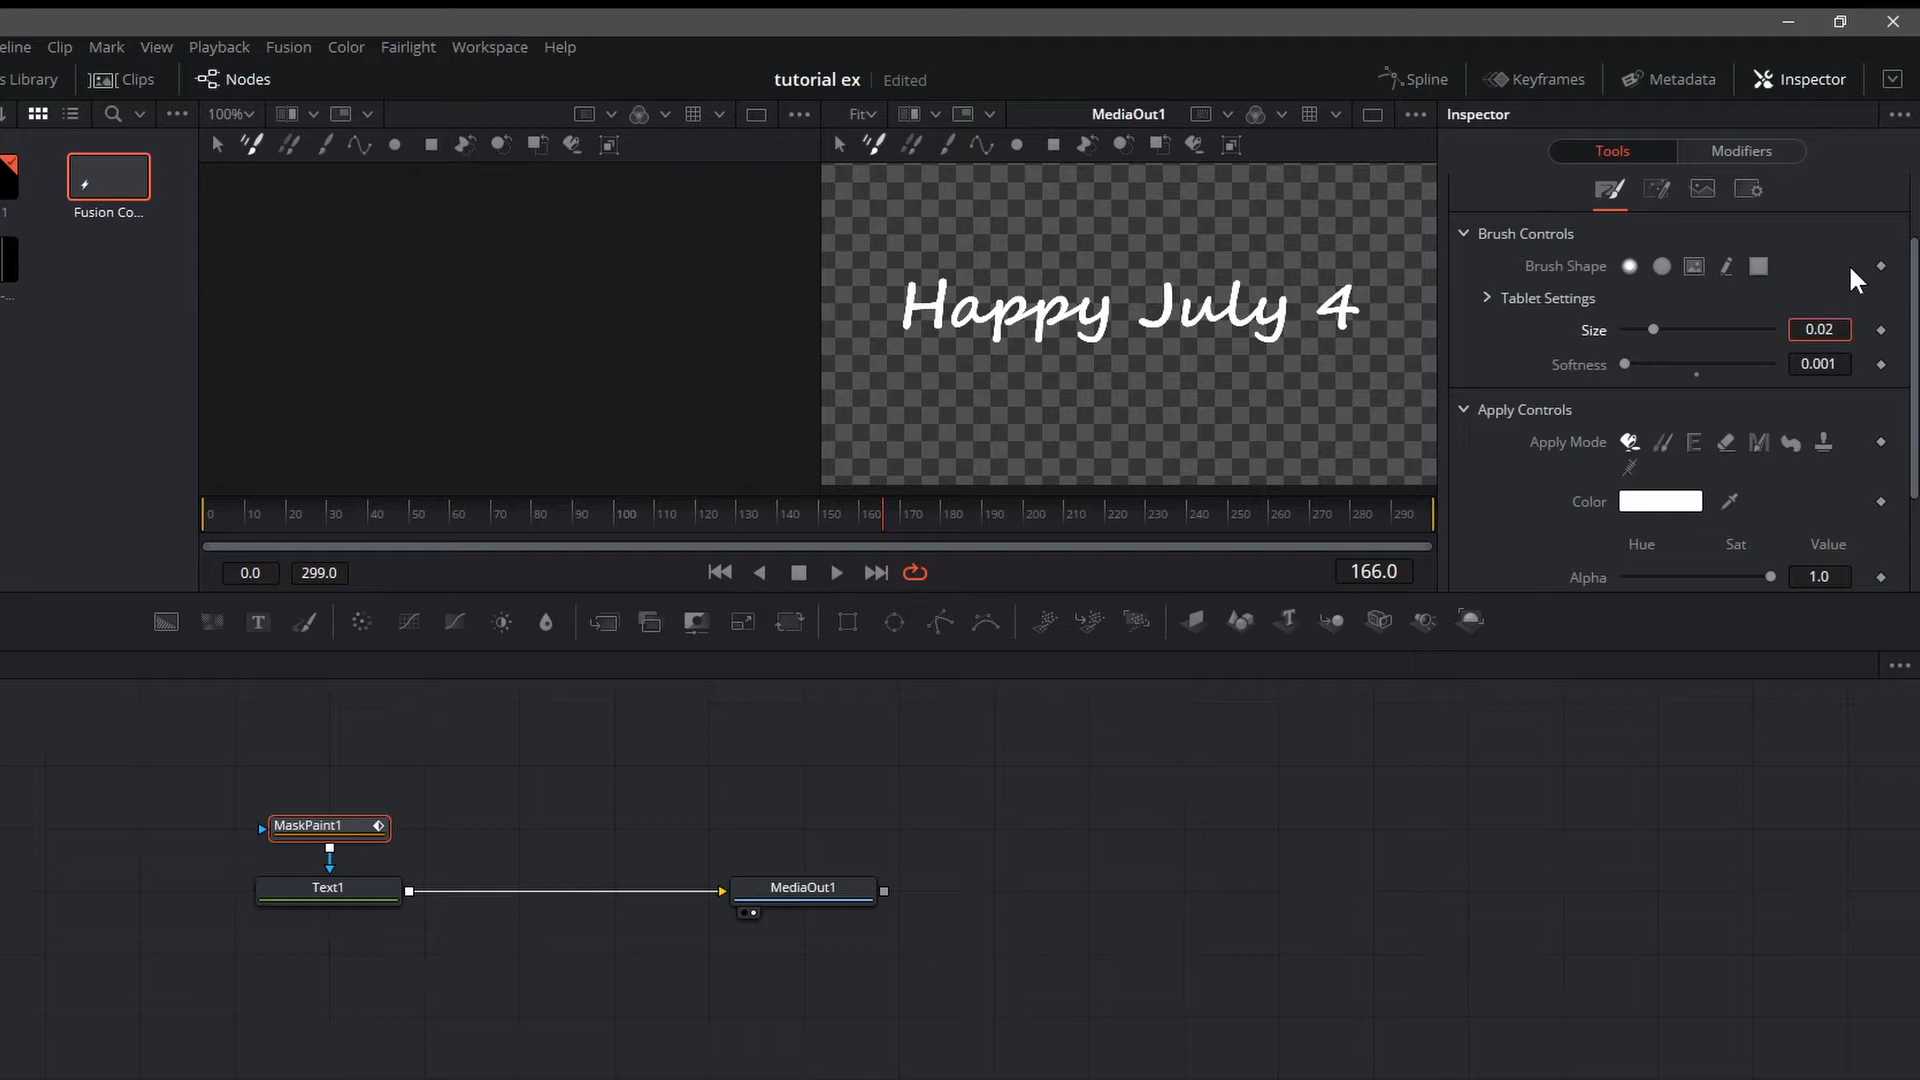 eline Clip Mark View Playback Fusion Color Fairlight Workspace Help
s Library Clips Nodes tutorial ex Edited Spline Keyframes Metadata Inspector
100% Fit MediaOut1 Inspector
Tools Modifiers
1 Fusion Co...
Brush Controls
Brush Shape
Tablet Settings
Happy July 4
Size 0.02
Softness 0.001
Apply Controls
Apply Mode
Color
0 10 20 30 40 50 60 70 80 90 100 110 120 130 140 150 160 170 180 190 200 210 220 230 240 250 260 270 280 290
Hue Sat Value
0.0 299.0 166.0
Alpha 1.0
MaskPaint1
Text1 MediaOut1